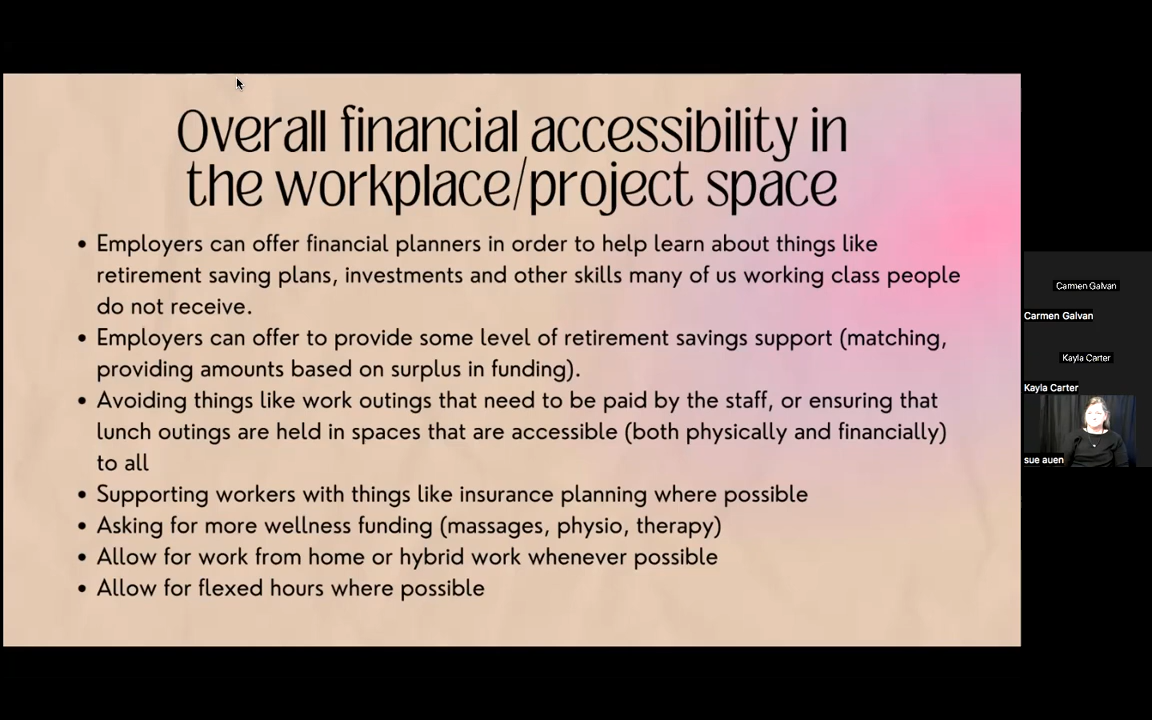 Overall financial accessibility in
the workplace/project space
• Employers can offer financial planners in order to help learn about things like
retirement saving plans, investments and other skills many of us working class people
do not receive.
• Employers can offer to provide some level of retirement savings support (matching,
providing amounts based on surplus in funding).
• Avoiding things like work outings that need to be paid by the staff, or ensuring that
lunch outings are held in spaces that are accessible (both physically and financially)
to all
• Supporting workers with things like insurance planning where possible
• Asking for more wellness funding (massages, physio, therapy)
• Allow for work from home or hybrid work whenever possible
• Allow for flexed hours where possible
Carmen Galvan
Carmen Galvan
Kayla Carter
Kayla Carter
sue auen